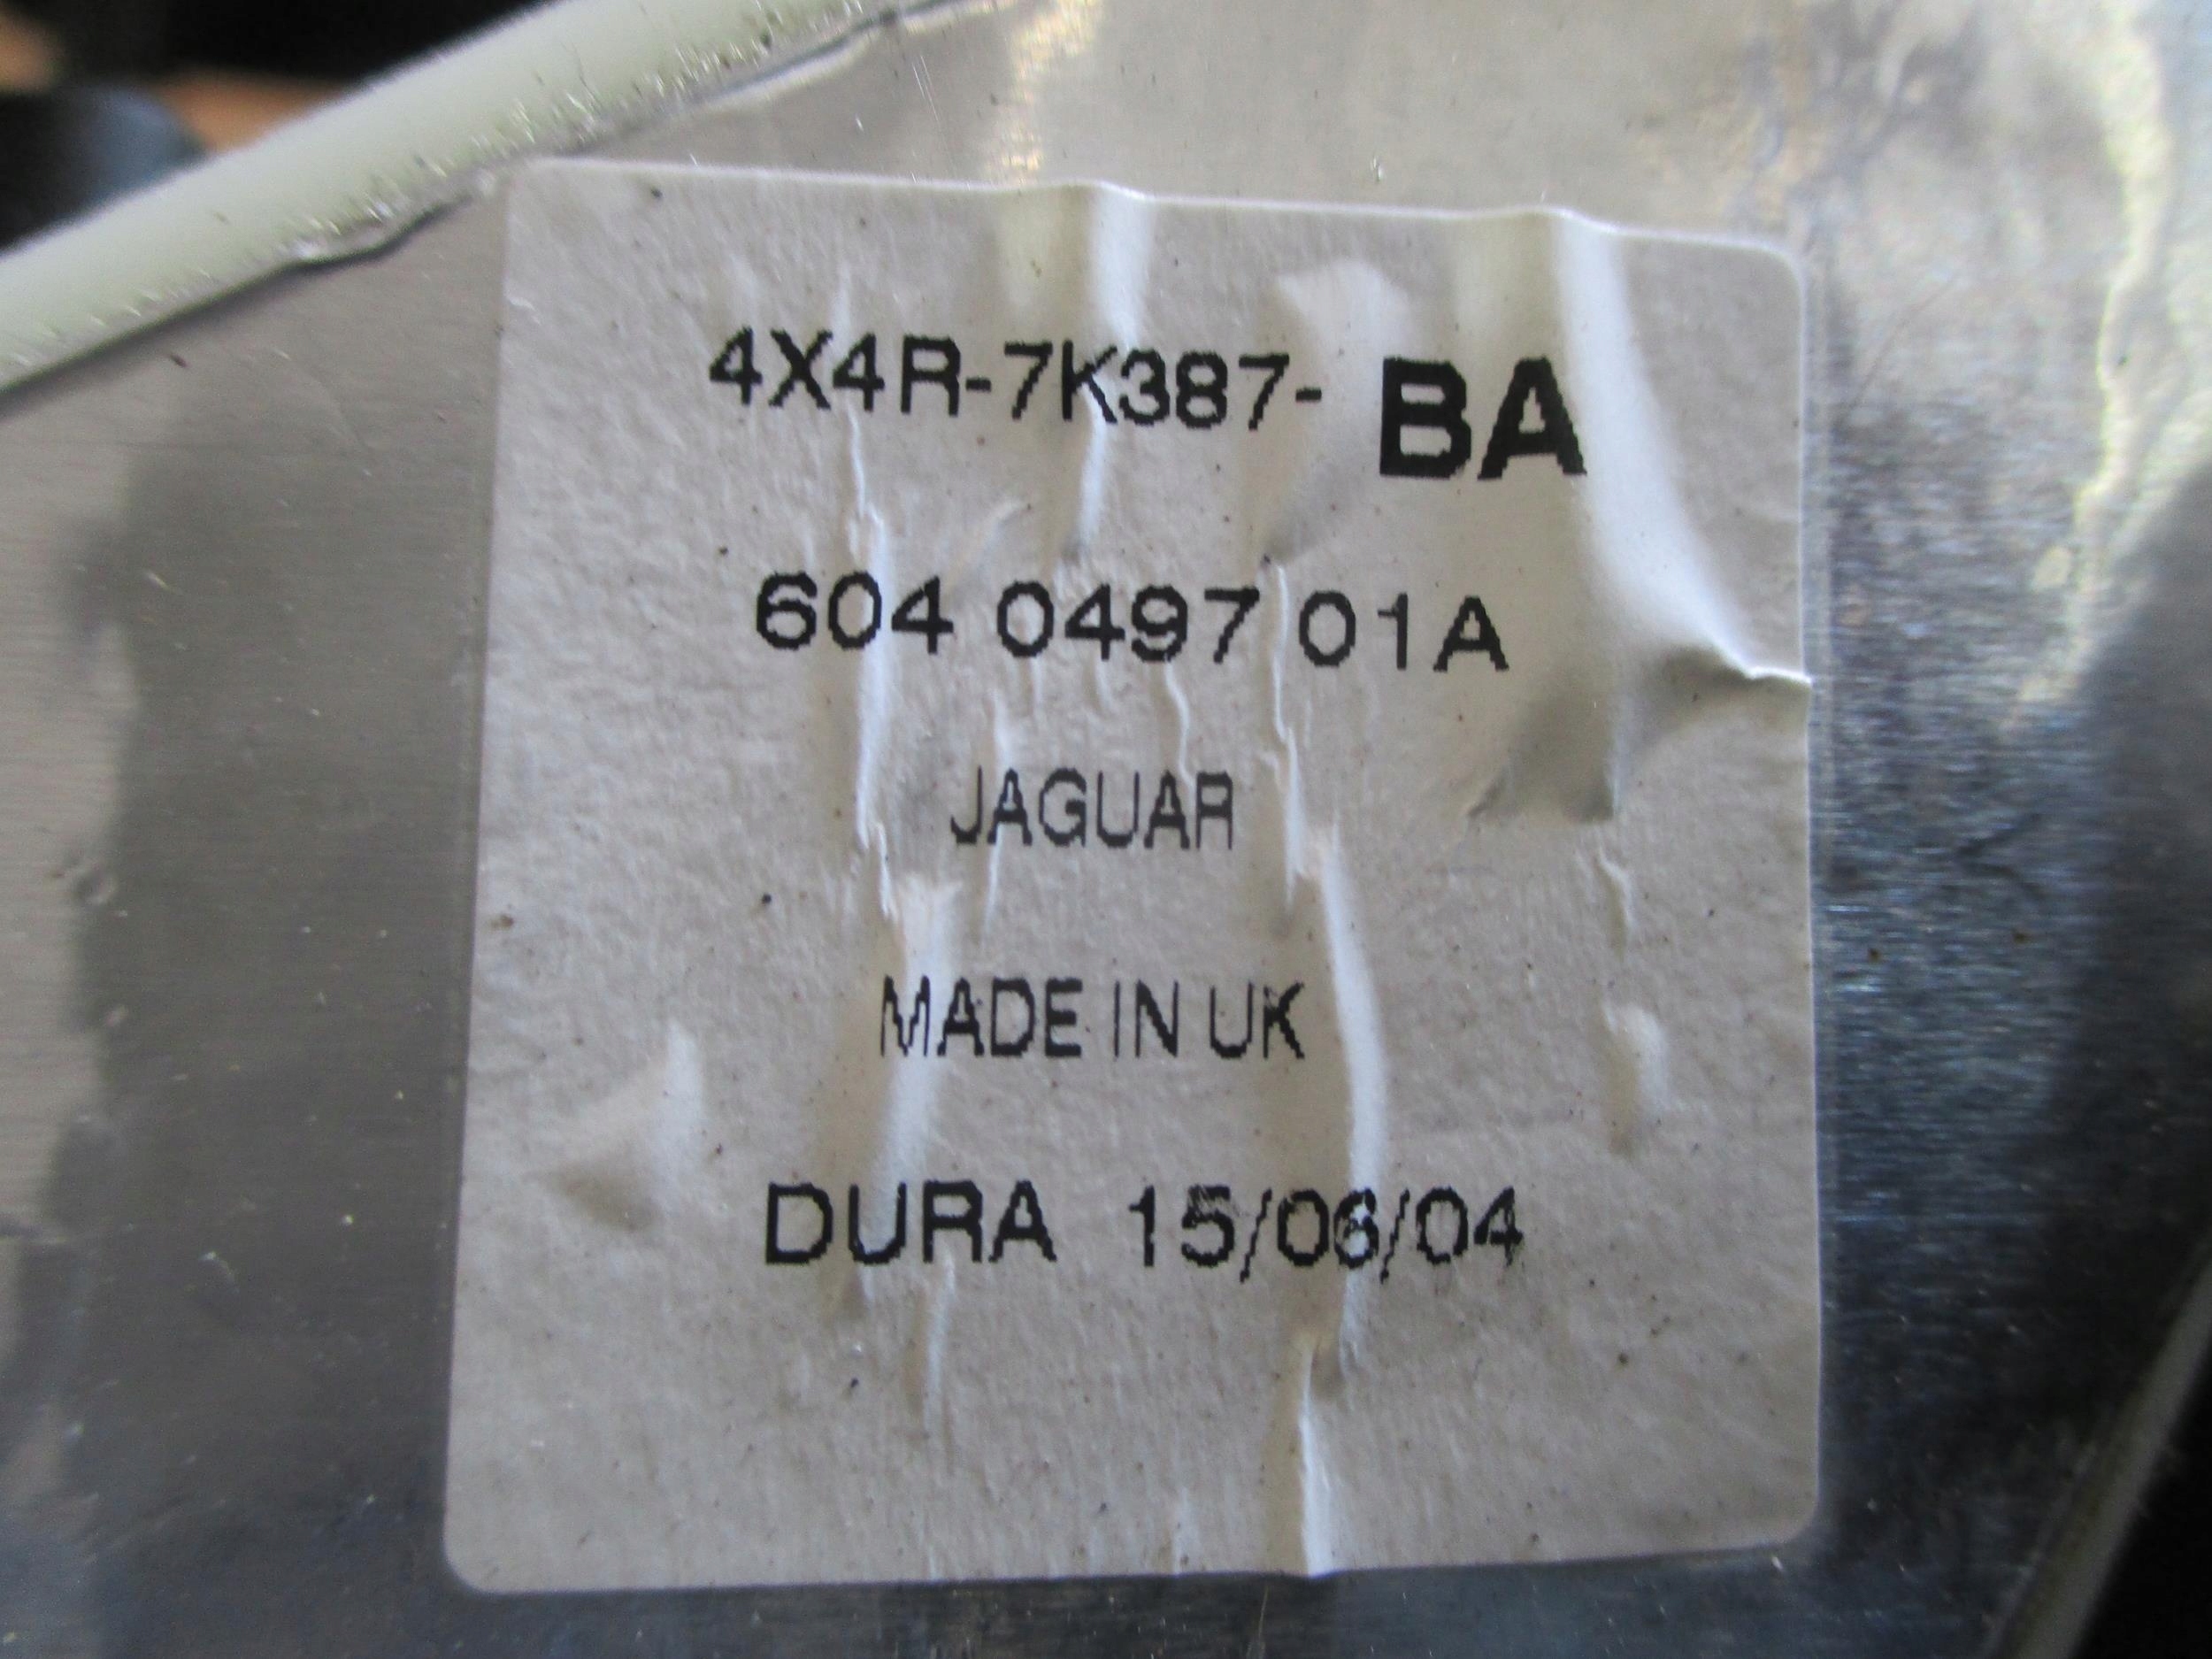 4X4R-7K387- BA
604 0497 01A
JAGUAR
MADE IN UK
DURA 15/06/04